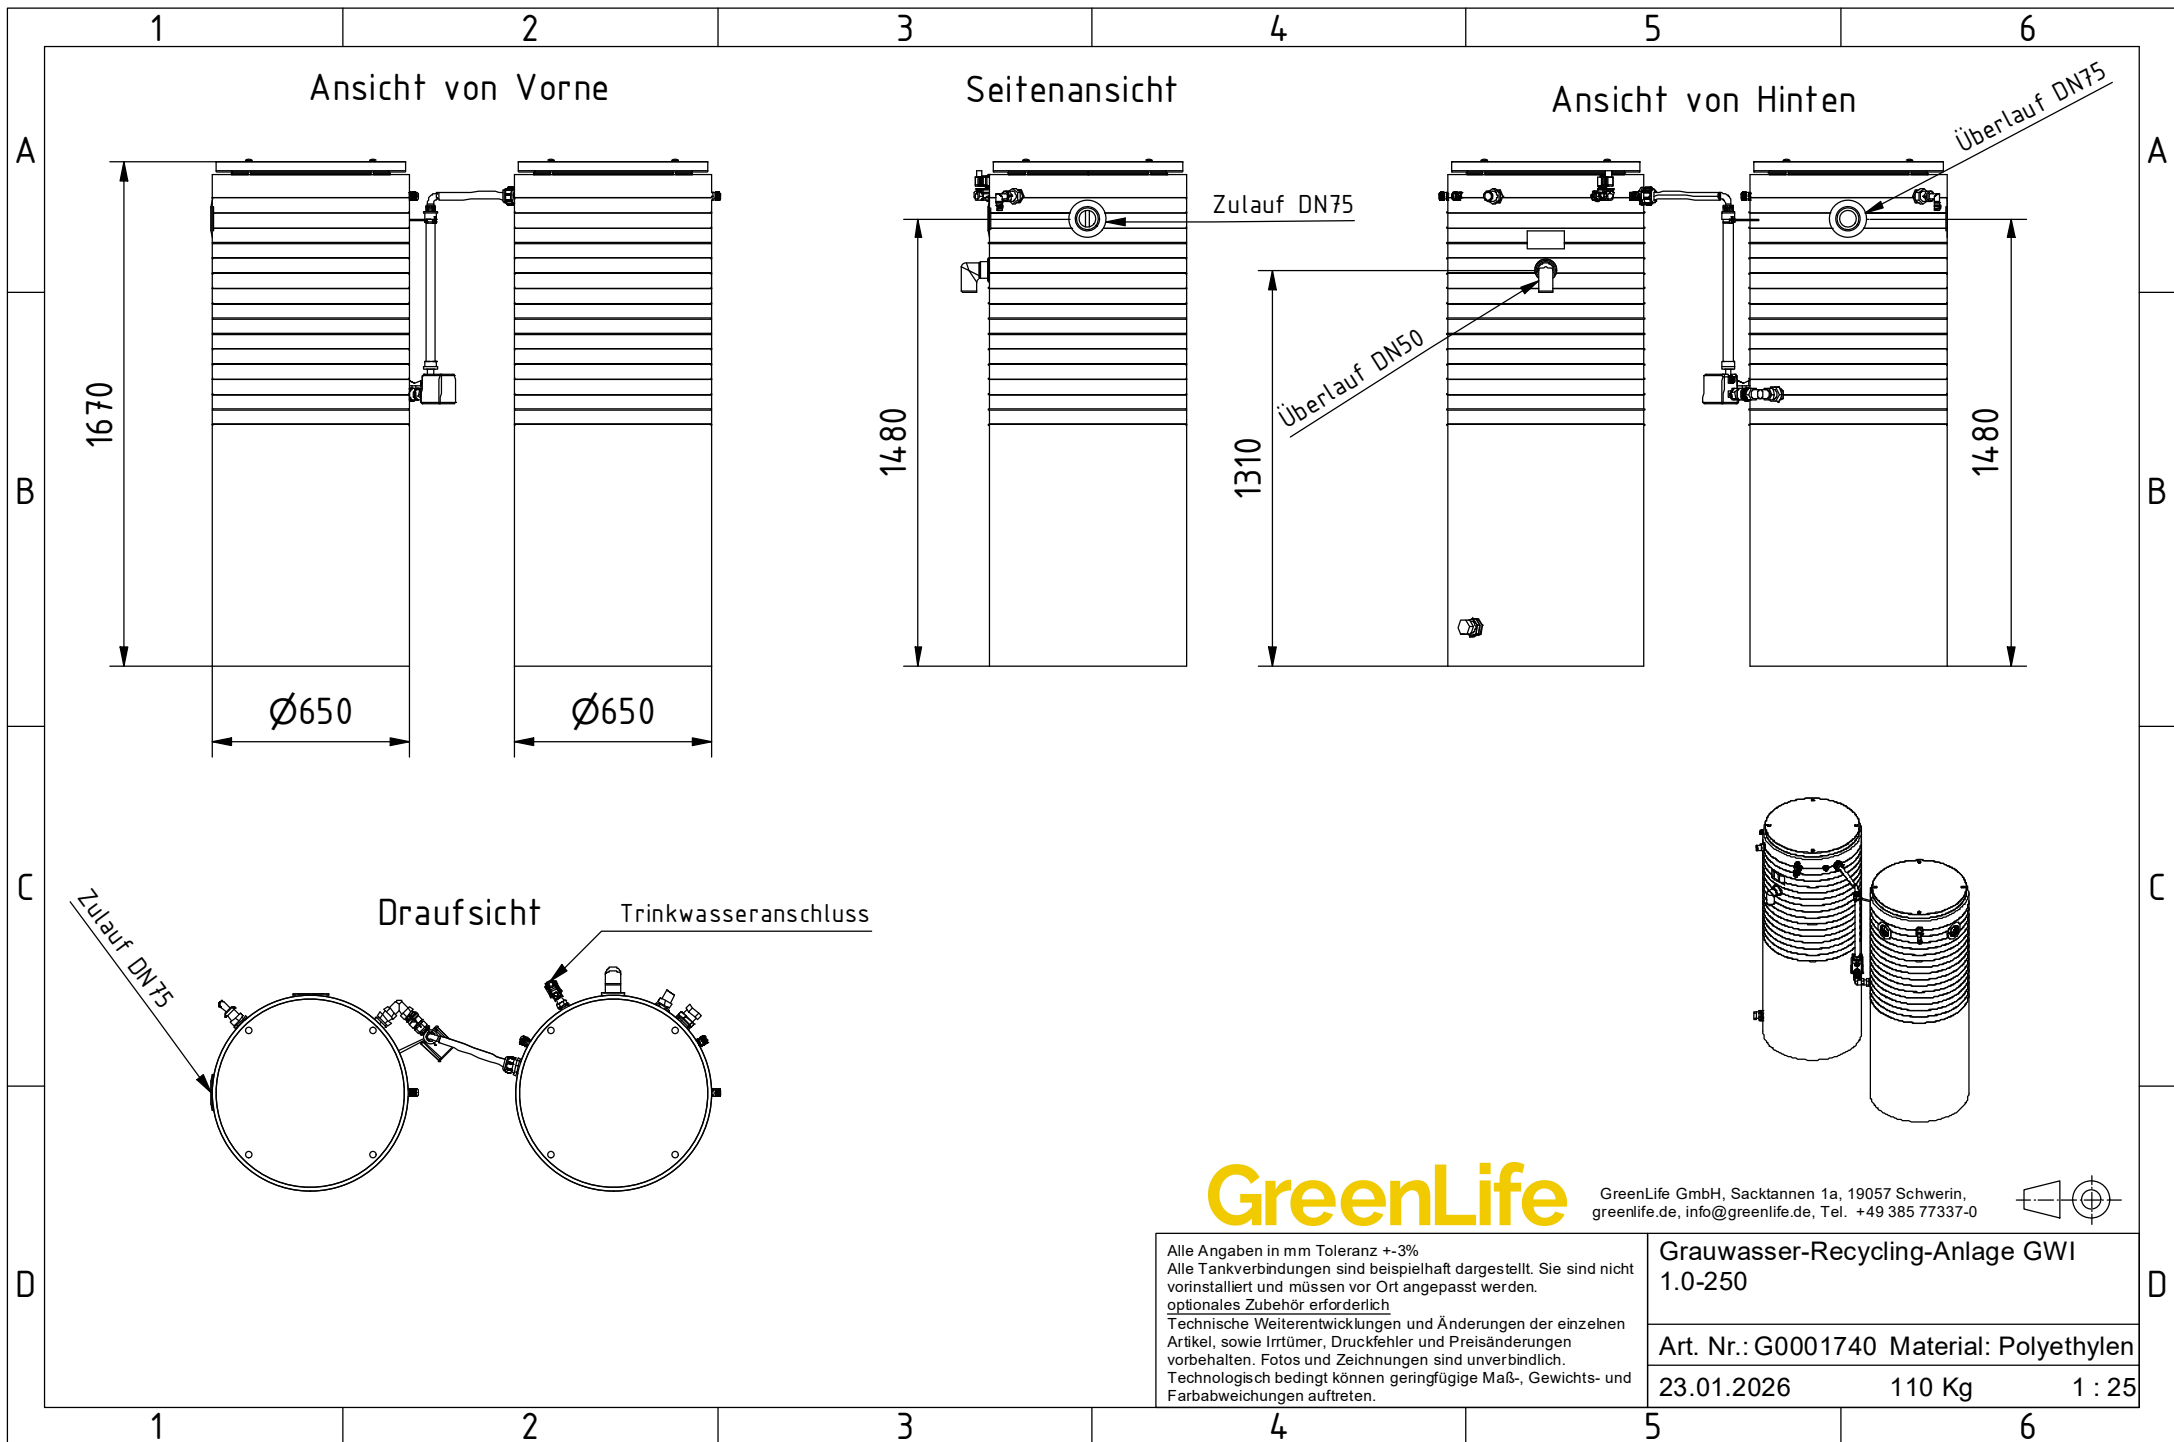 1 2 3 4 5 6
A A
B B
C C
D D
Ansicht von Vorne
Seitenansicht
Ansicht von Hinten
Überlauf DN75
Zulauf DN75
Überlauf DN50
1670
1480
1310
1480
Ø650
Ø650
Draufsicht
Trinkwasseranschluss
Zulauf DN75
GreenLife
GreenLife GmbH, Sacktannen 1a, 19057 Schwerin,
greenlife.de, info@greenlife.de, Tel. +49 385 77337-0
Alle Angaben in mm Toleranz +-3%
Alle Tankverbindungen sind beispielhaft dargestellt. Sie sind nicht
vorinstalliert und müssen vor Ort angepasst werden.
optionales Zubehör erforderlich
Technische Weiterentwicklungen und Änderungen der einzelnen
Artikel, sowie Irrtümer, Druckfehler und Preisänderungen
vorbehalten. Fotos und Zeichnungen sind unverbindlich.
Technologisch bedingt können geringfügige Maß-, Gewichts- und
Farbabweichungen auftreten.
Grauwasser-Recycling-Anlage GWI
1.0-250
Art. Nr.: G0001740 Material: Polyethylen
23.01.2026 110 Kg 1 : 25
1 2 3 4 5 6